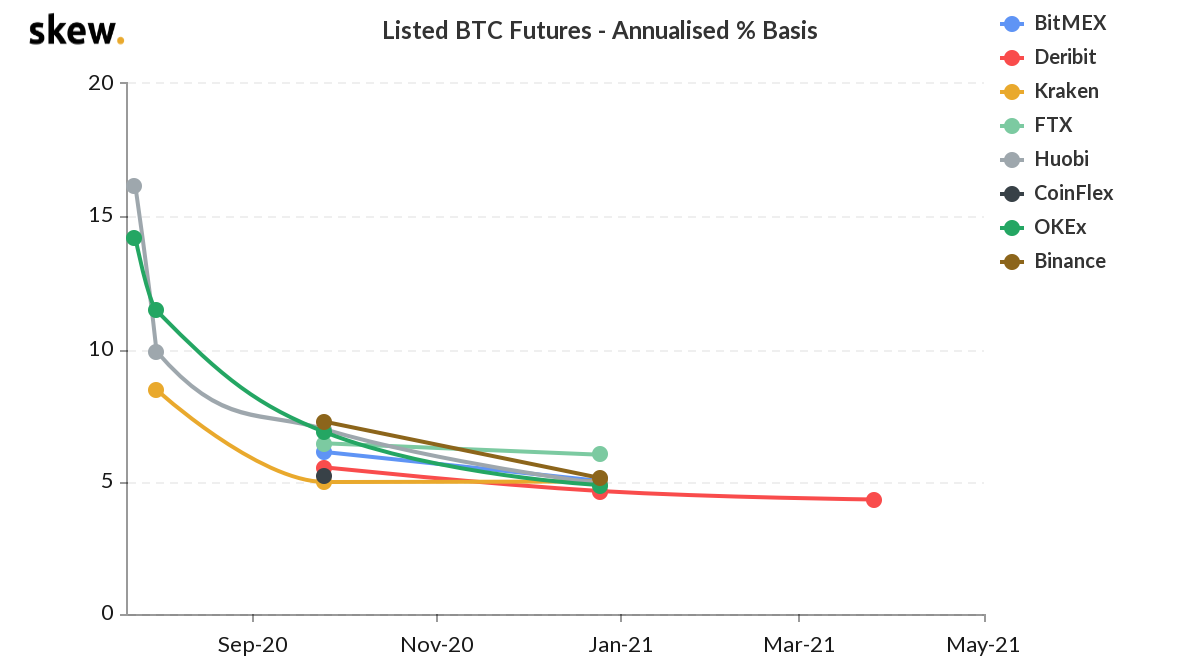 skew.
Listed BTC Futures - Annualised % Basis
BitMEX
Deribit
Kraken
FTX
Huobi
CoinFlex
OKEx
Binance
20
15
10
5
0
Sep-20 Nov-20 Jan-21 Mar-21 May-21